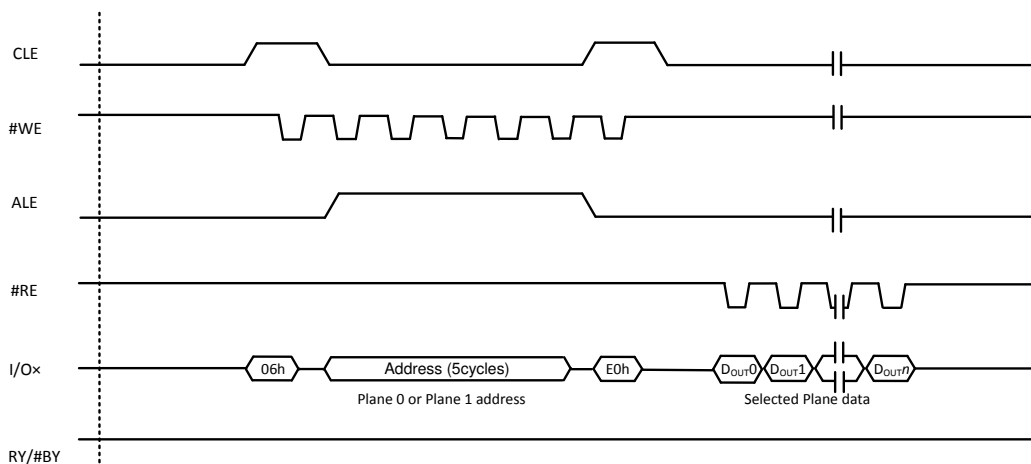 CLE
#WE
ALE
#RE
I/O×
06h
Address (5cycles)
E0h
DOUT0
DOUT1
DOUTn
Plane 0 or Plane 1 address
Selected Plane data
RY/#BY